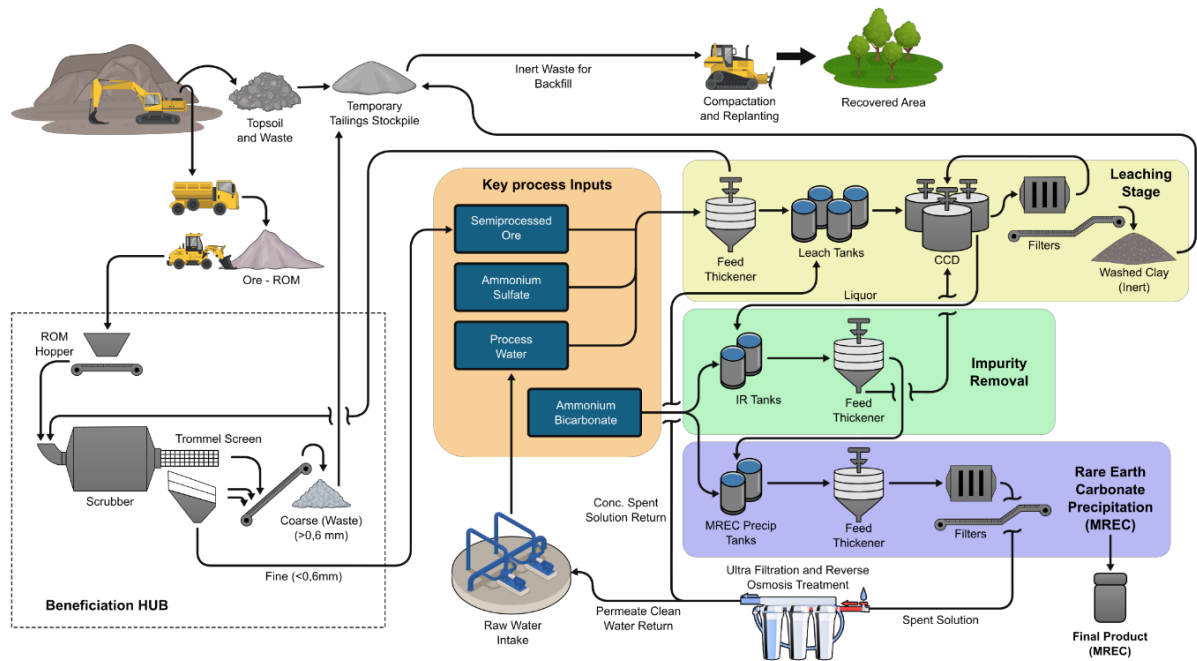 Topsoil
and Waste
Temporary
Tailings Stockpile
Inert Waste for
Backfill
Compactation
and Replanting
Recovered Area
Ore - ROM
Key process Inputs
Semiprocessed
Ore
Ammonium
Sulfate
Process
Water
Ammonium
Bicarbonate
Leaching
Stage
Feed
Thickener
Leach Tanks
CCD
Filters
Washed Clay
(Inert)
Liquor
Impurity
Removal
IR Tanks
Feed
Thickener
Rare Earth
Carbonate
Precipitation
(MREC)
MREC Precip
Tanks
Feed
Thickener
Filters
ROM
Hopper
Trommel Screen
Scrubber
Coarse (Waste)
(>0,6 mm)
Fine (<0,6mm)
Beneficiation HUB
Conc. Spent
Solution Return
Ultra Filtration and Reverse
Osmosis Treatment
Permeate Clean
Water Return
Spent Solution
Raw Water
Intake
Final Product
(MREC)